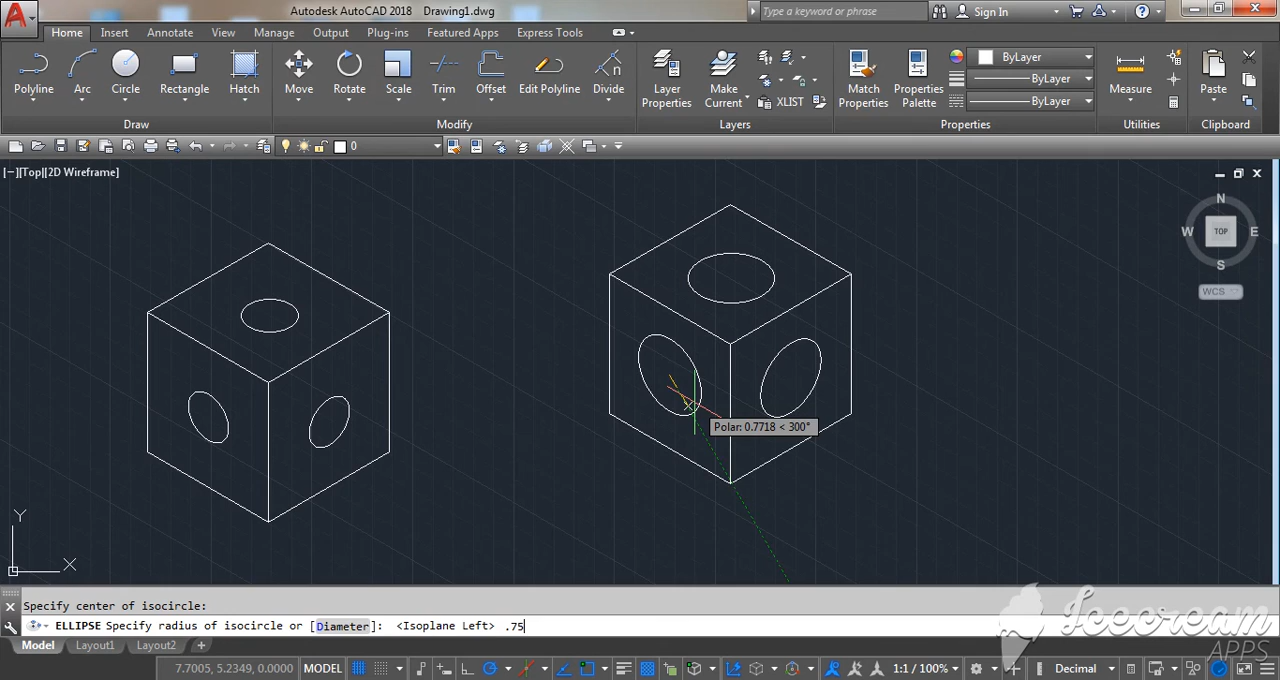 Autodesk AutoCAD 2018 Drawing1.dwg
Type a keyword or phrase
Sign In
Home Insert Annotate View Manage Output Plug-ins Featured Apps Express Tools
Polyline Arc Circle Rectangle Hatch
Draw
Move Rotate Scale Trim Offset Edit Polyline Divide
Modify
Layer Properties
Make Current
XLIST
Layers
Match Properties
Properties Palette
ByLayer
ByLayer
ByLayer
Properties
Measure
Utilities
Paste
Clipboard
0
[−][Top][2D Wireframe]
N
W TOP E
S
WCS
Polar: 0.7718 < 300°
Y
X
Specify center of isocircle:
ELLIPSE Specify radius of isocircle or [Diameter]: <Isoplane Left> .75
Model Layout1 Layout2 +
7.7005, 5.2349, 0.0000 MODEL 1:1 / 100% Decimal
Icecream
APPS